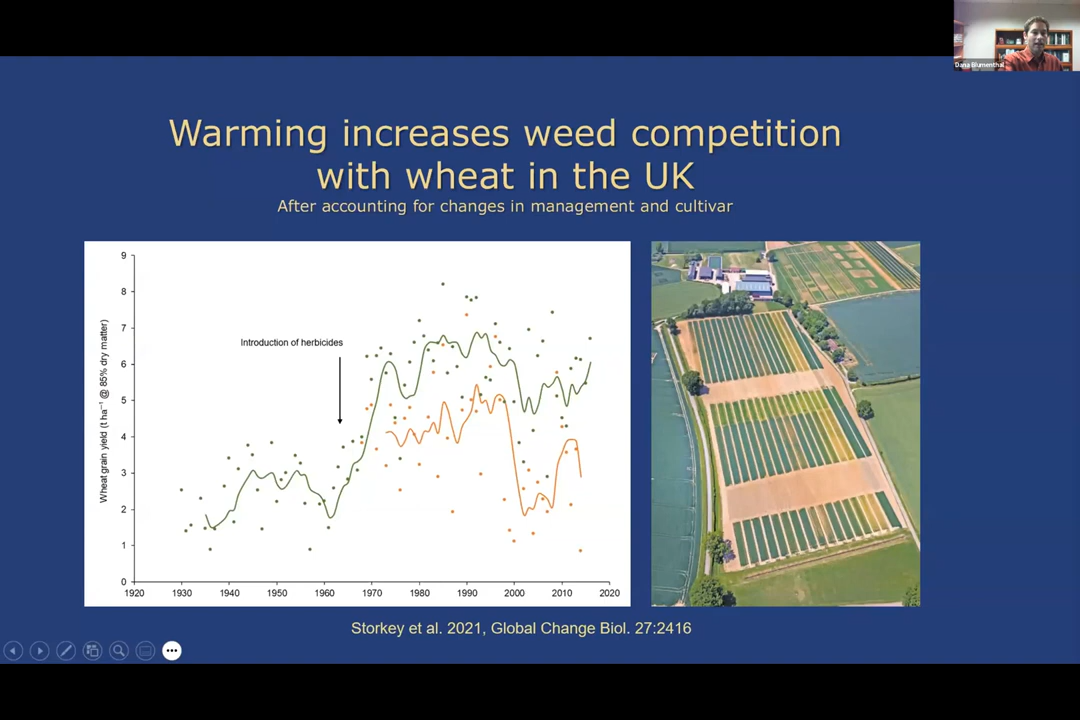 Dana Blumenthal
Warming increases weed competition
with wheat in the UK
After accounting for changes in management and cultivar
Wheat grain yield (t ha⁻¹ @ 85% dry matter)
9
8
7
6
5
4
3
2
1
0
Introduction of herbicides
1920 1930 1940 1950 1960 1970 1980 1990 2000 2010 2020
Storkey et al. 2021, Global Change Biol. 27:2416